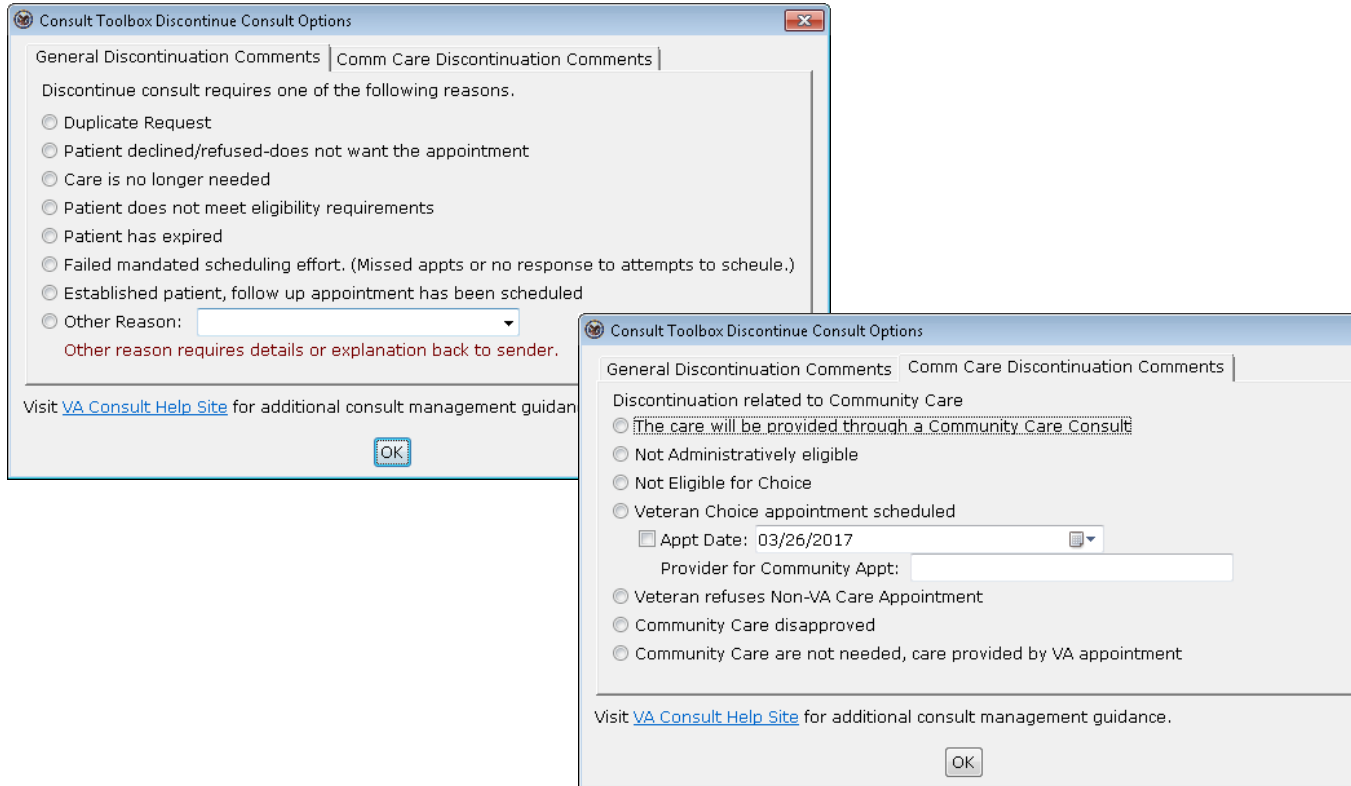 Consult Toolbox Discontinue Consult Options
General Discontinuation Comments
Comm Care Discontinuation Comments
Discontinue consult requires one of the following reasons.
Duplicate Request
Patient declined/refused-does not want the appointment
Care is no longer needed
Patient does not meet eligibility requirements
Patient has expired
Failed mandated scheduling effort. (Missed appts or no response to attempts to scheule.)
Established patient, follow up appointment has been scheduled
Other Reason:
Other reason requires details or explanation back to sender.
Visit VA Consult Help Site for additional consult management
OK
Consult Toolbox Discontinue Consult Options
General Discontinuation Comments
Comm Care Discontinuation Comments
Discontinuation related to Community Care
The care will be provided through a Community Care Consult
Not Administratively eligible
Not Eligible for Choice
Veteran Choice appointment scheduled
Appt Date: 03/26/2017
Provider for Community Appt:
Veteran refuses Non-VA Care Appointment
Community Care disapproved
Community Care are not needed, care provided by VA appointment
Visit VA Consult Help Site for additional consult management guidance.
OK